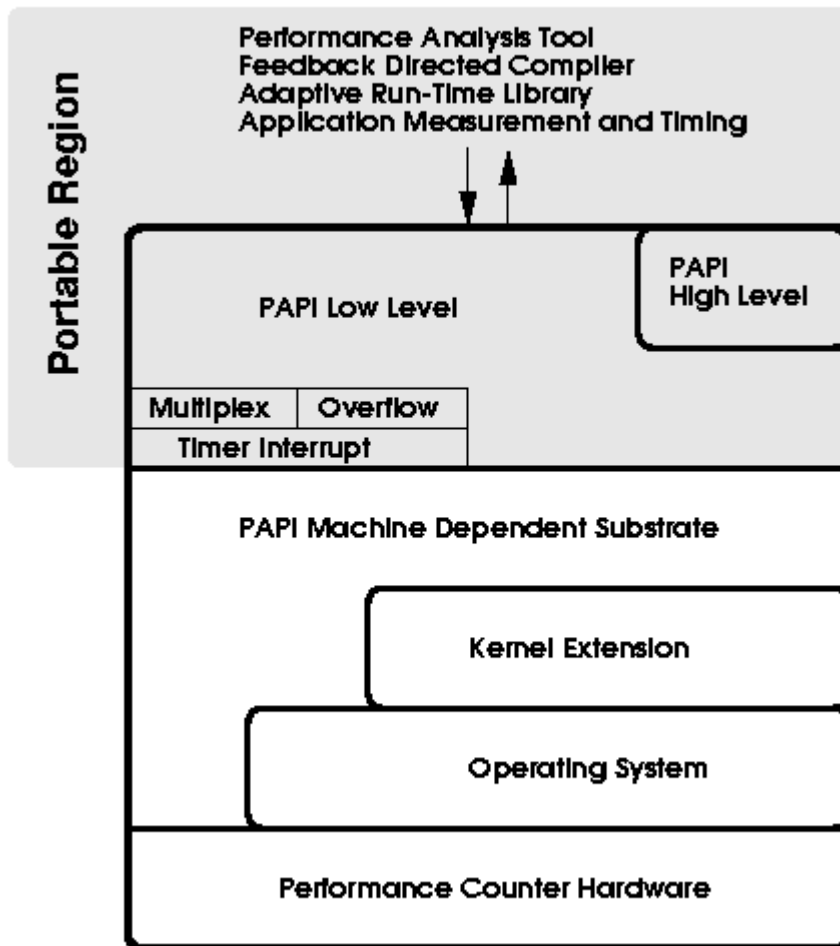 Performance Analysis Tool
Feedback Directed Compiler
Adaptive Run-Time Library
Application Measurement and Timing
Portable Region
PAPI Low Level
PAPI
High Level
Multiplex
Overflow
Timer Interrupt
PAPI Machine Dependent Substrate
Kernel Extension
Operating System
Performance Counter Hardware